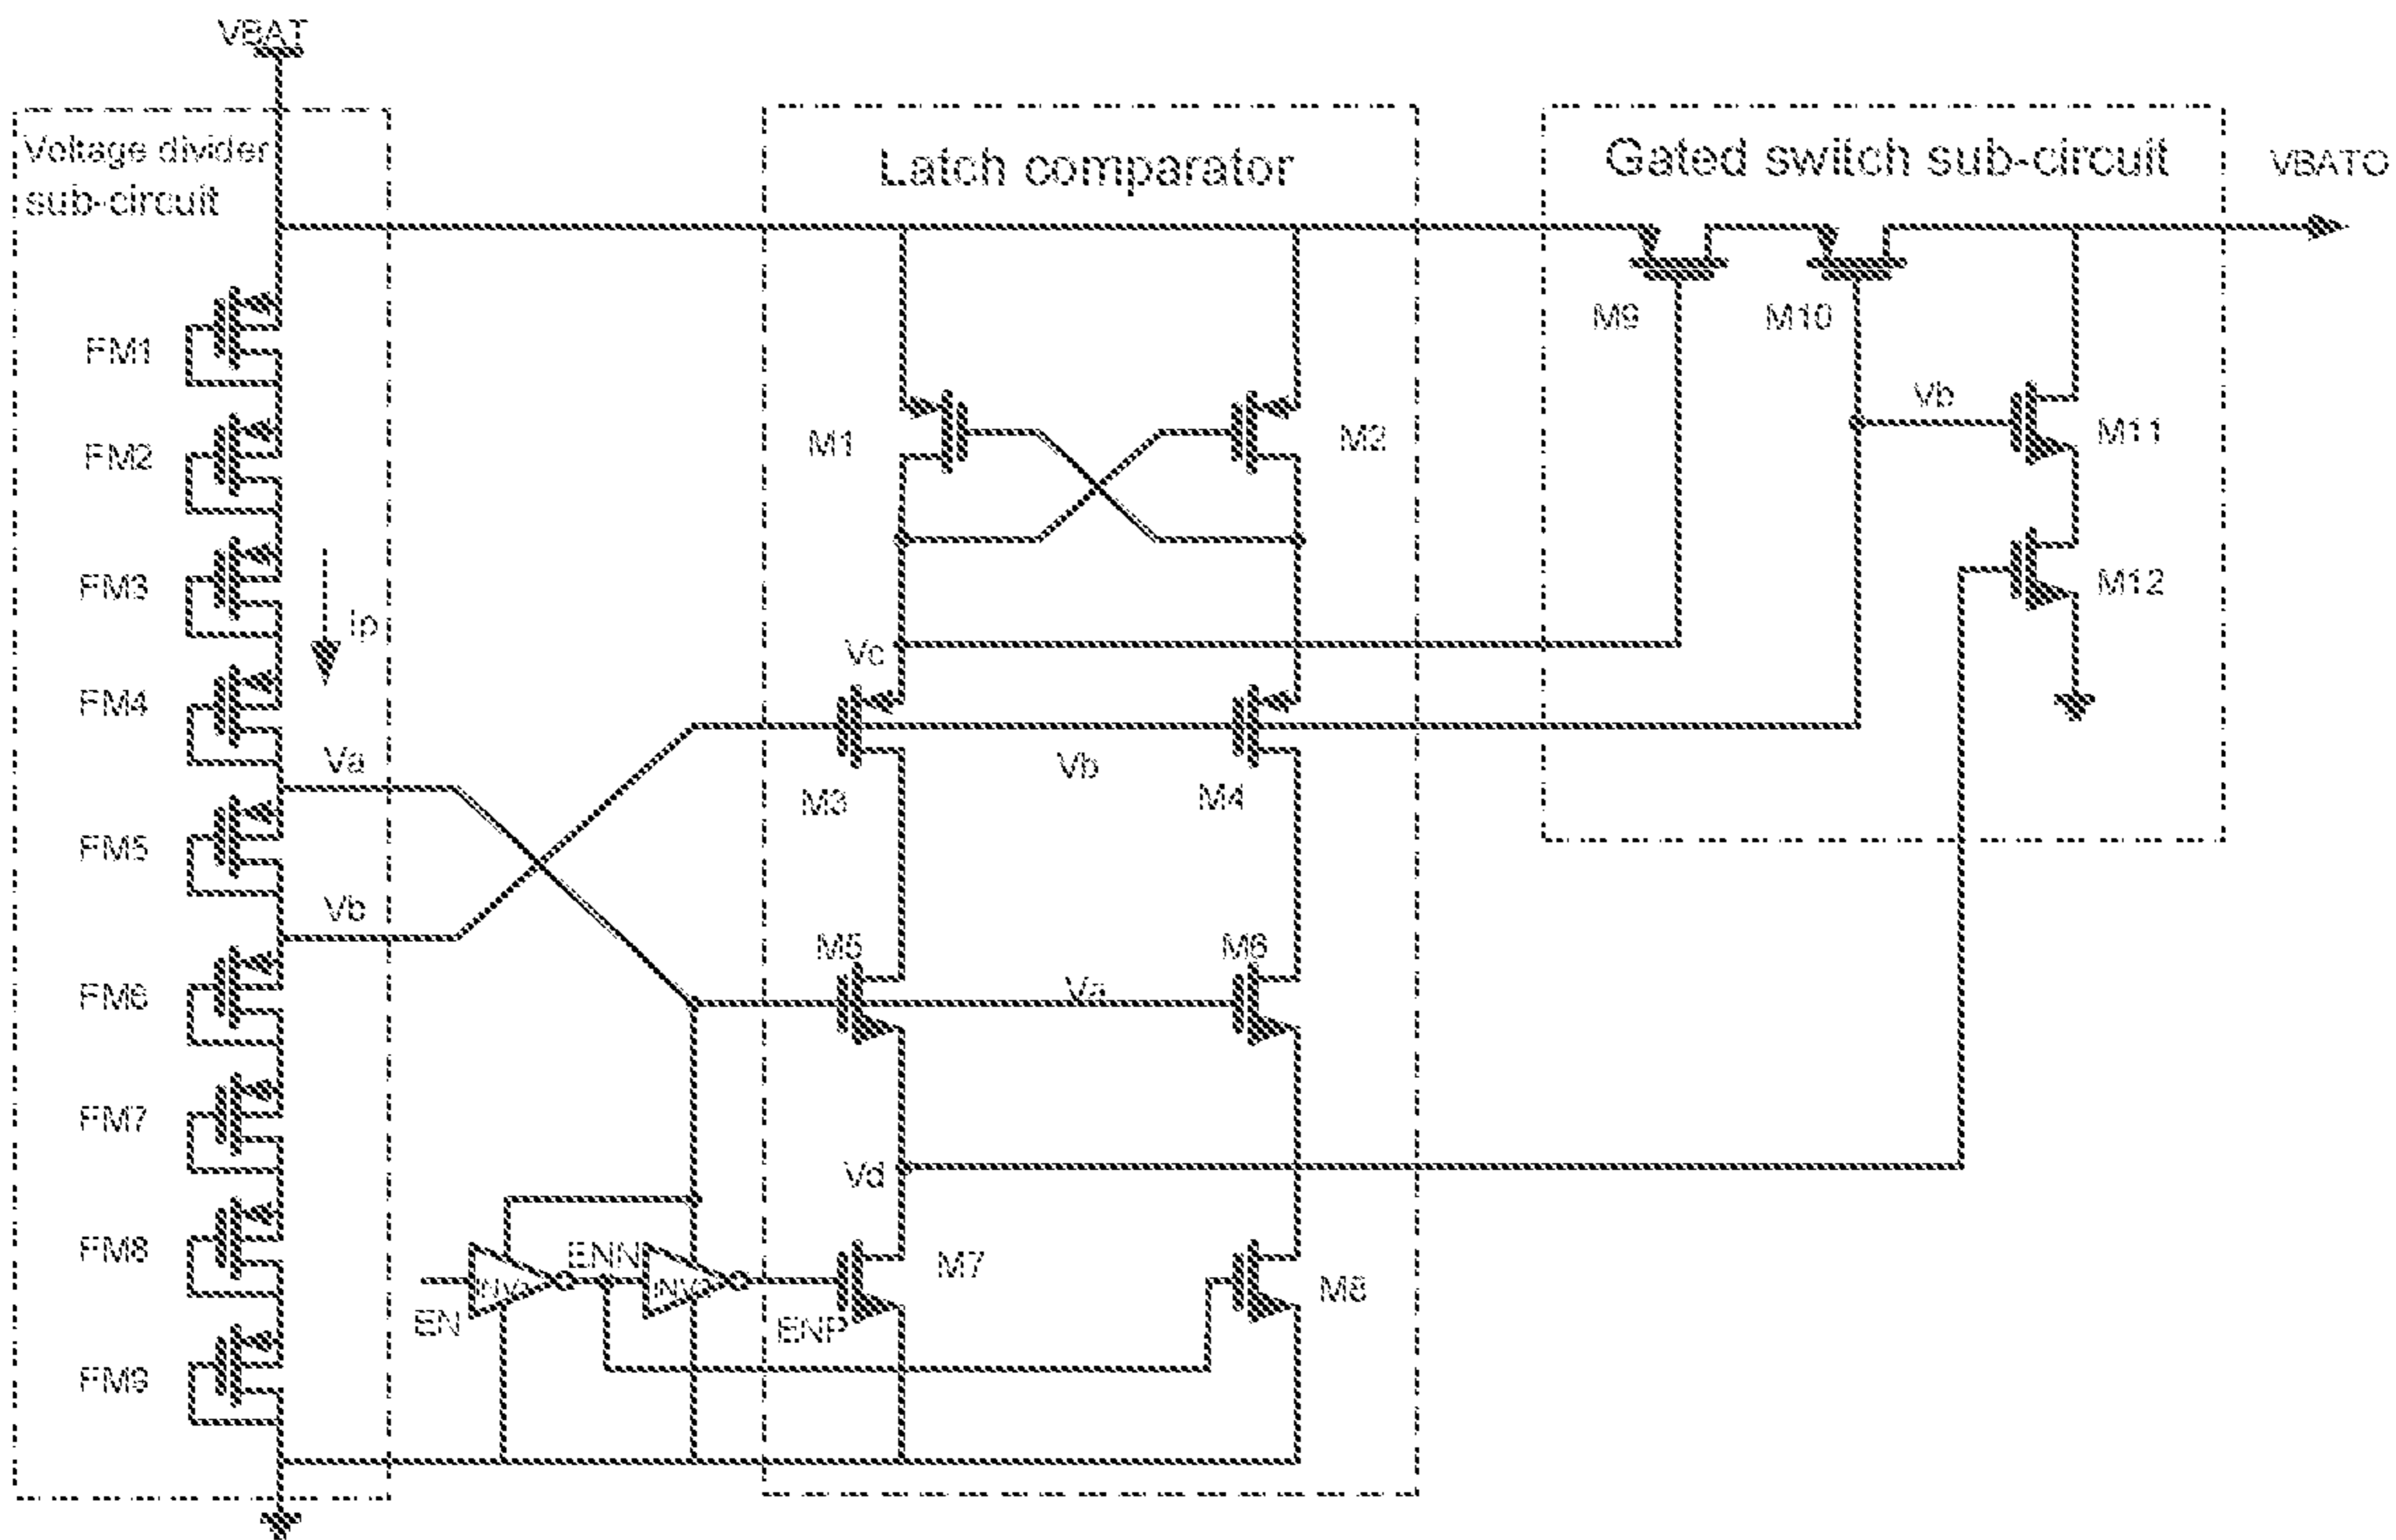 VBAT
Voltage divider
sub-circuit
Latch comparator
Gated switch sub-circuit
VBATO
FM1
FM2
FM3
FM4
FM5
FM6
FM7
FM8
FM9
Ip
Va
Vb
M1
M2
Vc
M3
Vb
M4
M5
Va
M6
Vd
EN
ENN
ENP
M7
M8
M9
M10
Vb
M11
M12